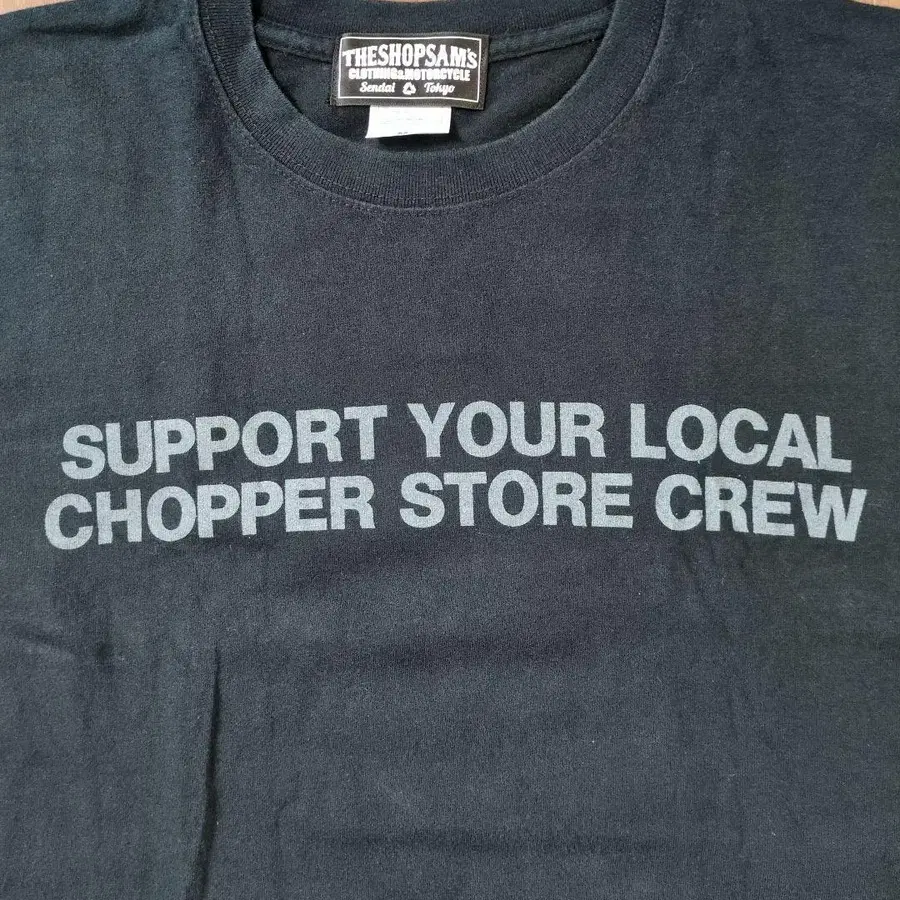 THESHOPSAM'S
CLOTHING&MOTORCYCLE
Sendai Tokyo
SUPPORT YOUR LOCAL
CHOPPER STORE CREW